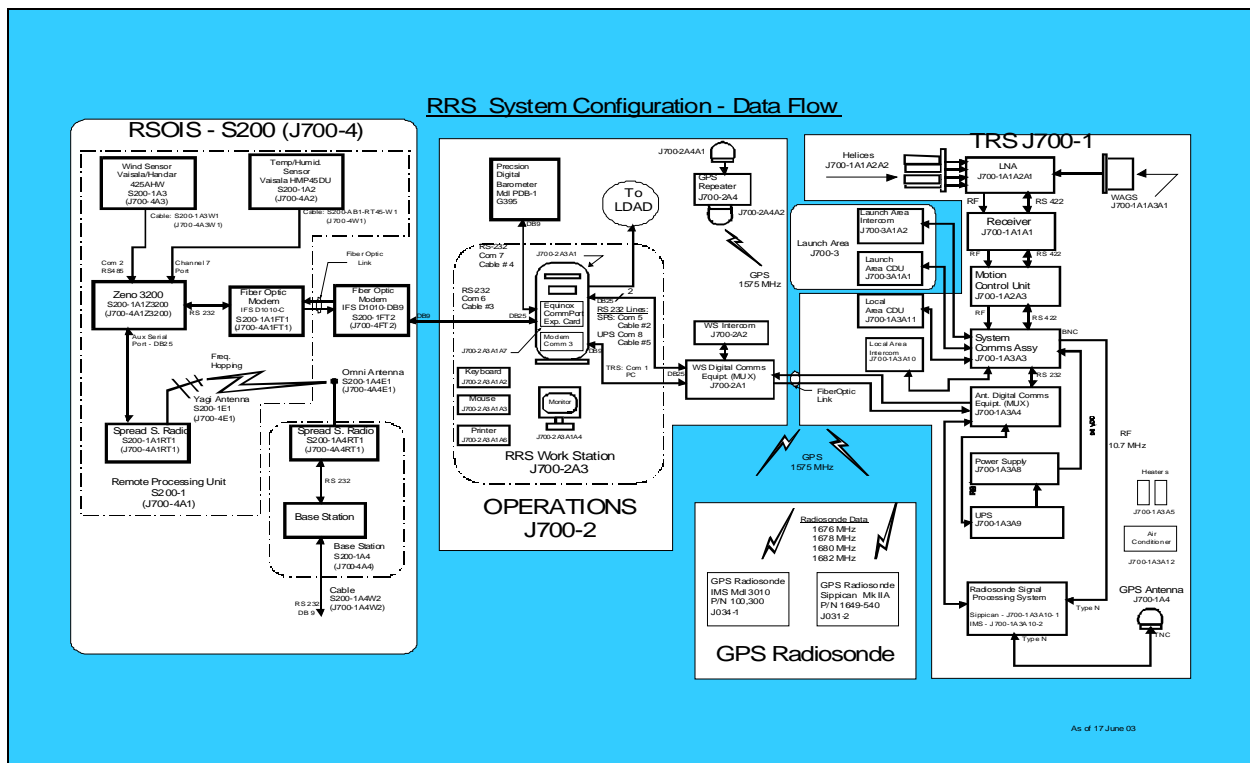 RRS System Configuration - Data Flow
RSOIS - S200 (J700-4)
Wind Sensor
Vaisala/Handar
425AHW
S200-1A3
(J700-4A3)
Temp/Humid.
Sensor
Vaisala HMP45DU
S200-1A2
(J700-4A2)
Cable: S200-1A3W1
(J700-4A3W1)
Cable: S200-AB1-RT45-W1
(J700-4W1)
Com 2
RS485
Channel 7
Port
Fiber Optic
Link
Zeno 3200
S200-1A1Z3200
(J700-4A1Z3200)
RS 232
Fiber Optic
Modem
IFS D1010-C
S200-1A1FT1
(J700-4A1FT1)
Fiber Optic
Modem
IFS D1010-DB9
S200-1FT2
(J700-4FT2)
Aux Serial
Port - DB25
Freq.
Hopping
Yagi Antenna
S200-1E1
(J700-4E1)
Omni Antenna
S200-1A4E1
(J700-4A4E1)
Spread S. Radio
S200-1A1RT1
(J700-4A1RT1)
Spread S. Radio
S200-1A4RT1
(J700-4A4RT1)
Remote Processing Unit
S200-1
(J700-4A1)
RS 232
Base Station
Base Station
S200-1A4
(J700-4A4)
Cable
S200-1A4W2
(J700-1A4W2)
RS 232
DB 9
DB9
Precision
Digital
Barometer
Mdl PDB-1
G395
DB9
To
LDAD
RS-232
Com 7
Cable # 4
J700-2A3A1
RS-232
Com 6
Cable #3
DB25
DB25
2
Equinox
CommPort
Exp. Card
Modem
Comm 3
DB9
RS 232 Lines:
SPS: Com 5
Cable #2
UPS: Com 8
Cable #5
J700-2A3A1A7
TRS: Com 1
PC
DB25
Keyboard
J700-2A3A1A2
Mouse
J700-2A3A1A3
Printer
J700-2A3A1A6
Monitor
J700-2A3A1A4
RRS Work Station
J700-2A3
OPERATIONS
J700-2
J700-2A4A1
GPS
Repeater
J700-2A4
J700-2A4A2
GPS
1575 MHz
WS Intercom
J700-2A2
WS Digital Comms
Equipt. (MUX)
J700-2A1
FiberOptic
Link
GPS
1575 MHz
Radiosonde Data
1676 MHz
1678 MHz
1680 MHz
1682 MHz
GPS Radiosonde
IMS Mdl 3010
P/N 100,300
J034-1
GPS Radiosonde
Sippican Mk IIA
P/N 1649-540
J031-2
GPS Radiosonde
TRS J700-1
Helices
J700-1A1A2A2
LNA
J700-1A1A2A1
WAGS
J700-1A1A3A1
RF
RS 422
Receiver
J700-1A1A1
RF
RS 422
Motion
Control Unit
J700-1A2A3
RF
RS 422
Launch Area
J700-3
Launch Area
Intercom
J700-3A1A2
Launch
Area CDU
J700-3A1A1
Local
Area CDU
J700-1A3A11
Local Area
Intercom
J700-1A3A10
System
Comms Assy
J700-1A3A3
BNC
RS 232
Ant. Digital Comms
Equipt. (MUX)
J700-1A3A4
RF
10.7 MHz
Power Supply
J700-1A3A8
UPS
J700-1A3A9
Heaters
J700-1A3A5
Air
Conditioner
J700-1A3A12
Radiosonde Signal
Processing System
Sippican - J700-1A3A10-1
IMS - J700-1A3A10-2
Type N
Type N
GPS Antenna
J700-1A4
TNC
As of 17 June 03